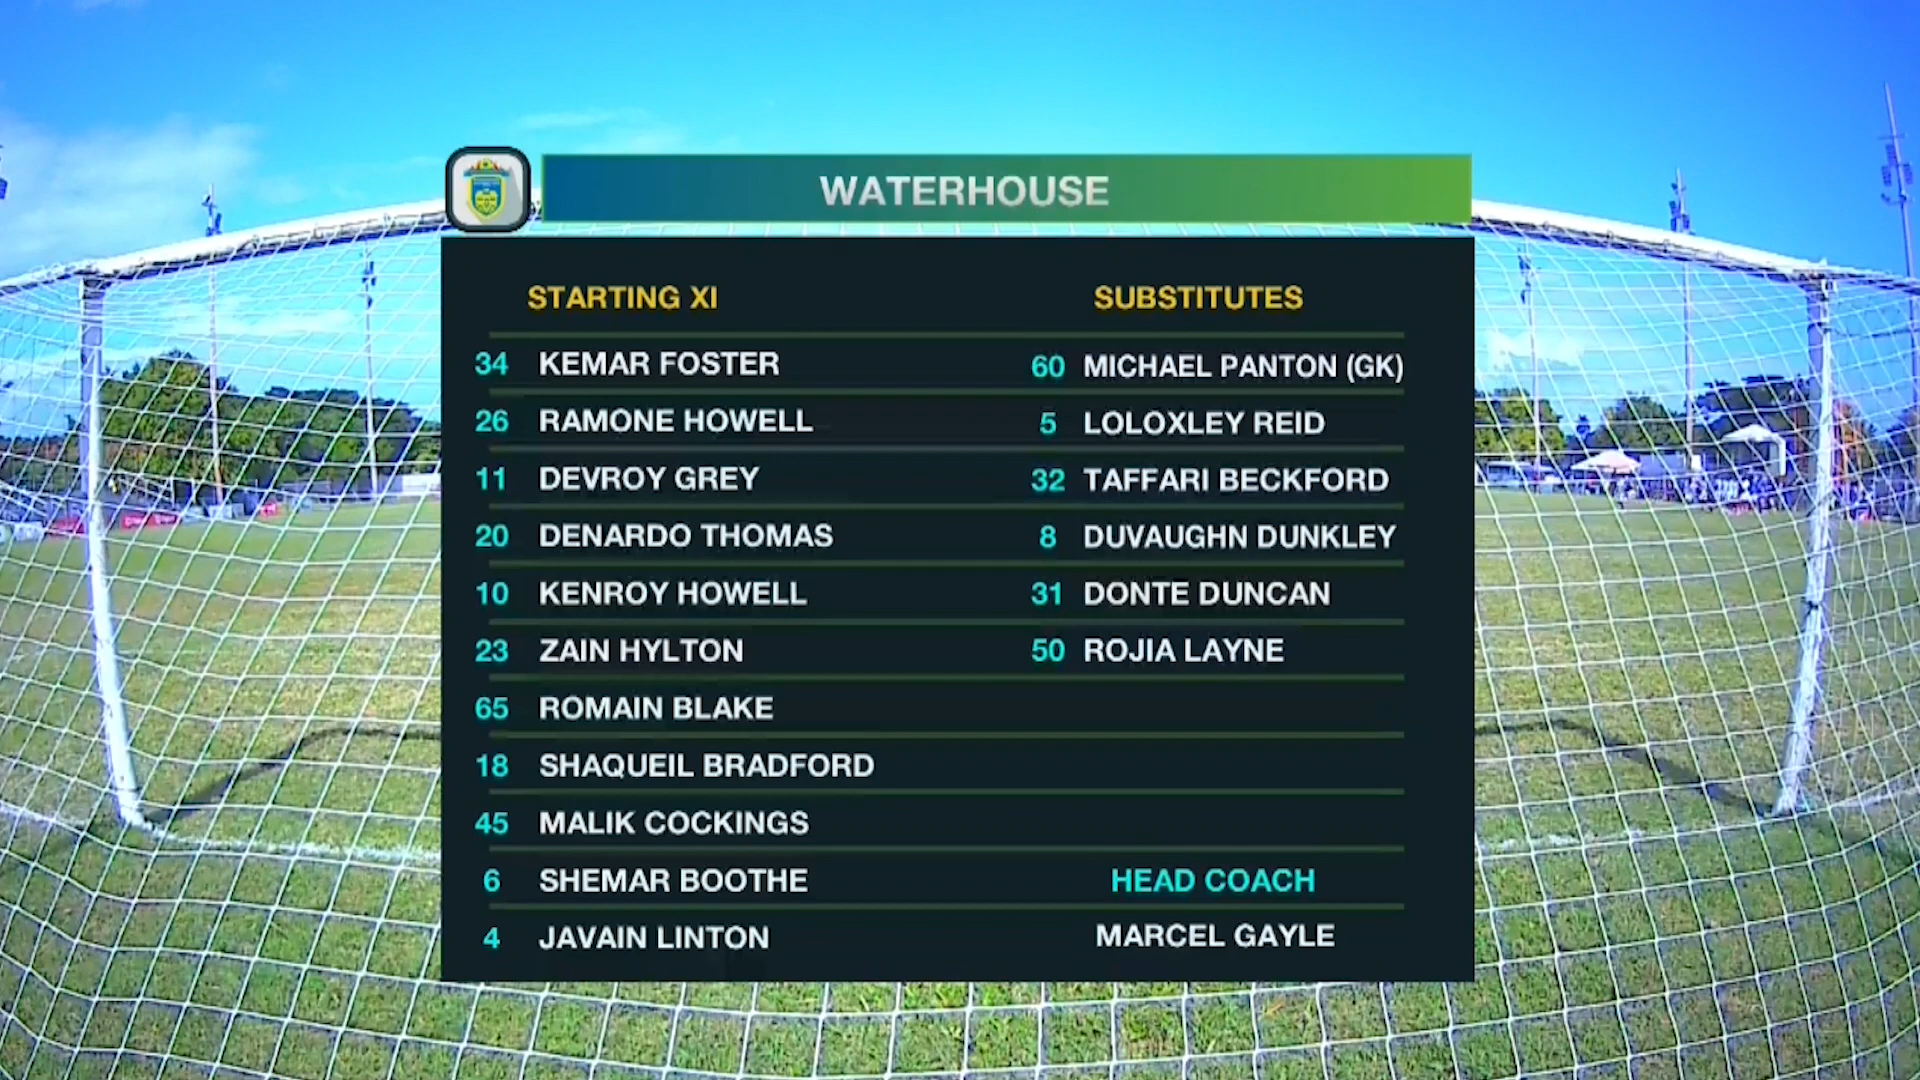 WATERHOUSE
STARTING XI
34 KEMAR FOSTER
26 RAMONE HOWELL
11 DEVROY GREY
20 DENARDO THOMAS
10 KENROY HOWELL
23 ZAIN HYLTON
65 ROMAIN BLAKE
18 SHAQUEIL BRADFORD
45 MALIK COCKINGS
6 SHEMAR BOOTHE
4 JAVAIN LINTON
SUBSTITUTES
60 MICHAEL PANTON (GK)
5 LOLOXLEY REID
32 TAFFARI BECKFORD
8 DUVAUGHN DUNKLEY
31 DONTE DUNCAN
50 ROJIA LAYNE
HEAD COACH
MARCEL GAYLE